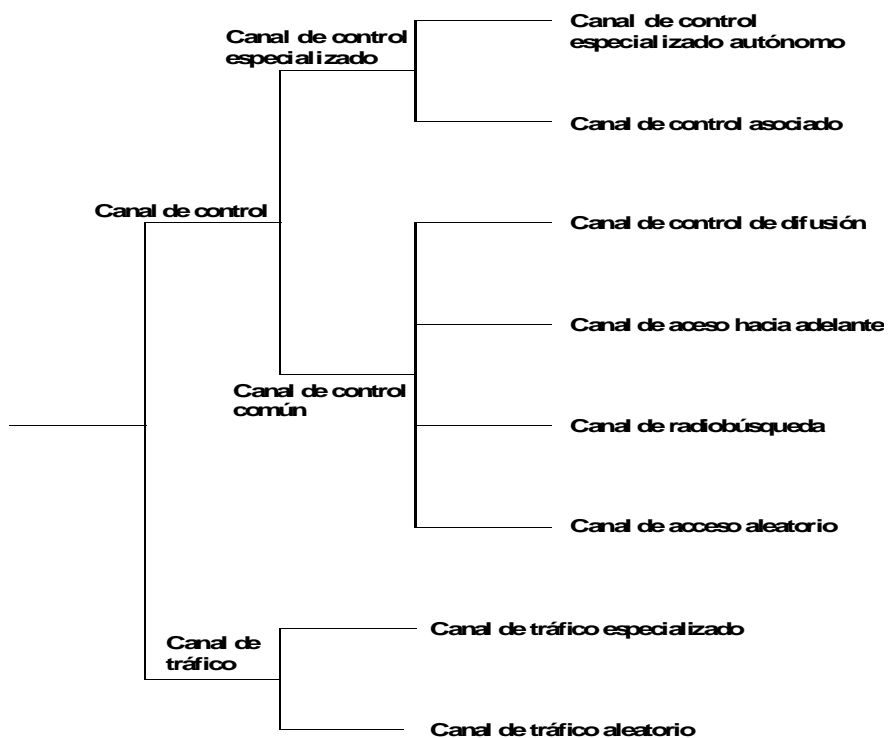 Canal de control
especializado autónomo
Canal de control
especializado
Canal de control asociado
Canal de control
Canal de control de difusión
Canal de aceso hacia adelante
Canal de control
común
Canal de radiobúsqueda
Canal de acceso aleatorio
Canal de
tráfico
Canal de tráfico especializado
Canal de tráfico aleatorio